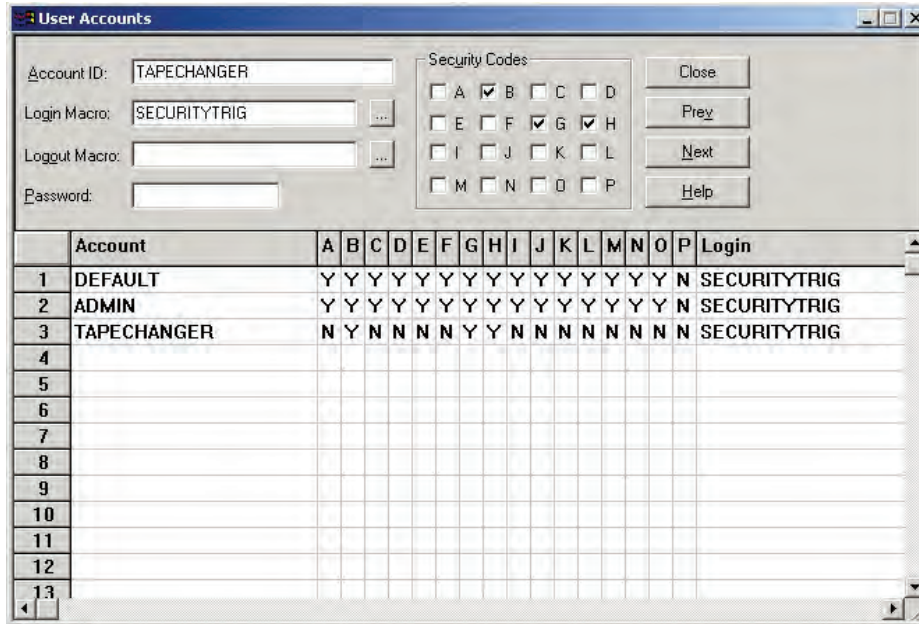 User Accounts
Account ID: TAPECHANGER
Login Macro: SECURITYTRIG ...
Logout Macro: ...
Password:
Security Codes
A B C D
E F G H
I J K L
M N O P
Close
Prev
Next
Help
Account A B C D E F G H I J K L M N O P Login
1 DEFAULT Y Y Y Y Y Y Y Y Y Y Y Y Y Y Y N SECURITYTRIG
2 ADMIN Y Y Y Y Y Y Y Y Y Y Y Y Y Y Y N SECURITYTRIG
3 TAPECHANGER N Y N N N N Y Y N N N N N N N N SECURITYTRIG
4
5
6
7
8
9
10
11
12
13